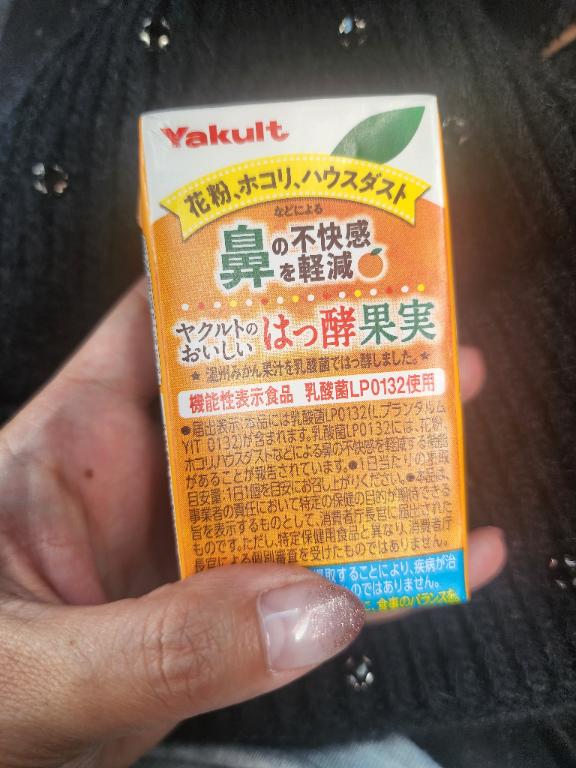 Yakult
花粉、ホコリ、ハウスダスト
などによる
鼻の不快感
を軽減
ヤクルトの
おいしい
はっ酵果実
★温州みかん果汁を乳酸菌ではっ酵しました。★
機能性表示食品 乳酸菌LP0132使用
●届出表示:本品には乳酸菌LP0132(L.プランタルム
YIT 0132)が含まれます。乳酸菌LP0132には、花粉、
ホコリ、ハウスダストなどによる鼻の不快感を軽減する機能
があることが報告されています。●1日当たりの摂取
目安量:1日1個を目安にお召し上がりください。●本品は、
事業者の責任において特定の保健の目的が期待できる
旨を表示するものとして、消費者庁長官に届出された
ものです。ただし、特定保健用食品と異なり、消費者庁
長官による個別審査を受けたものではありません。
取することにより、疾病が治
のではありません。
に、食事のバランスを。